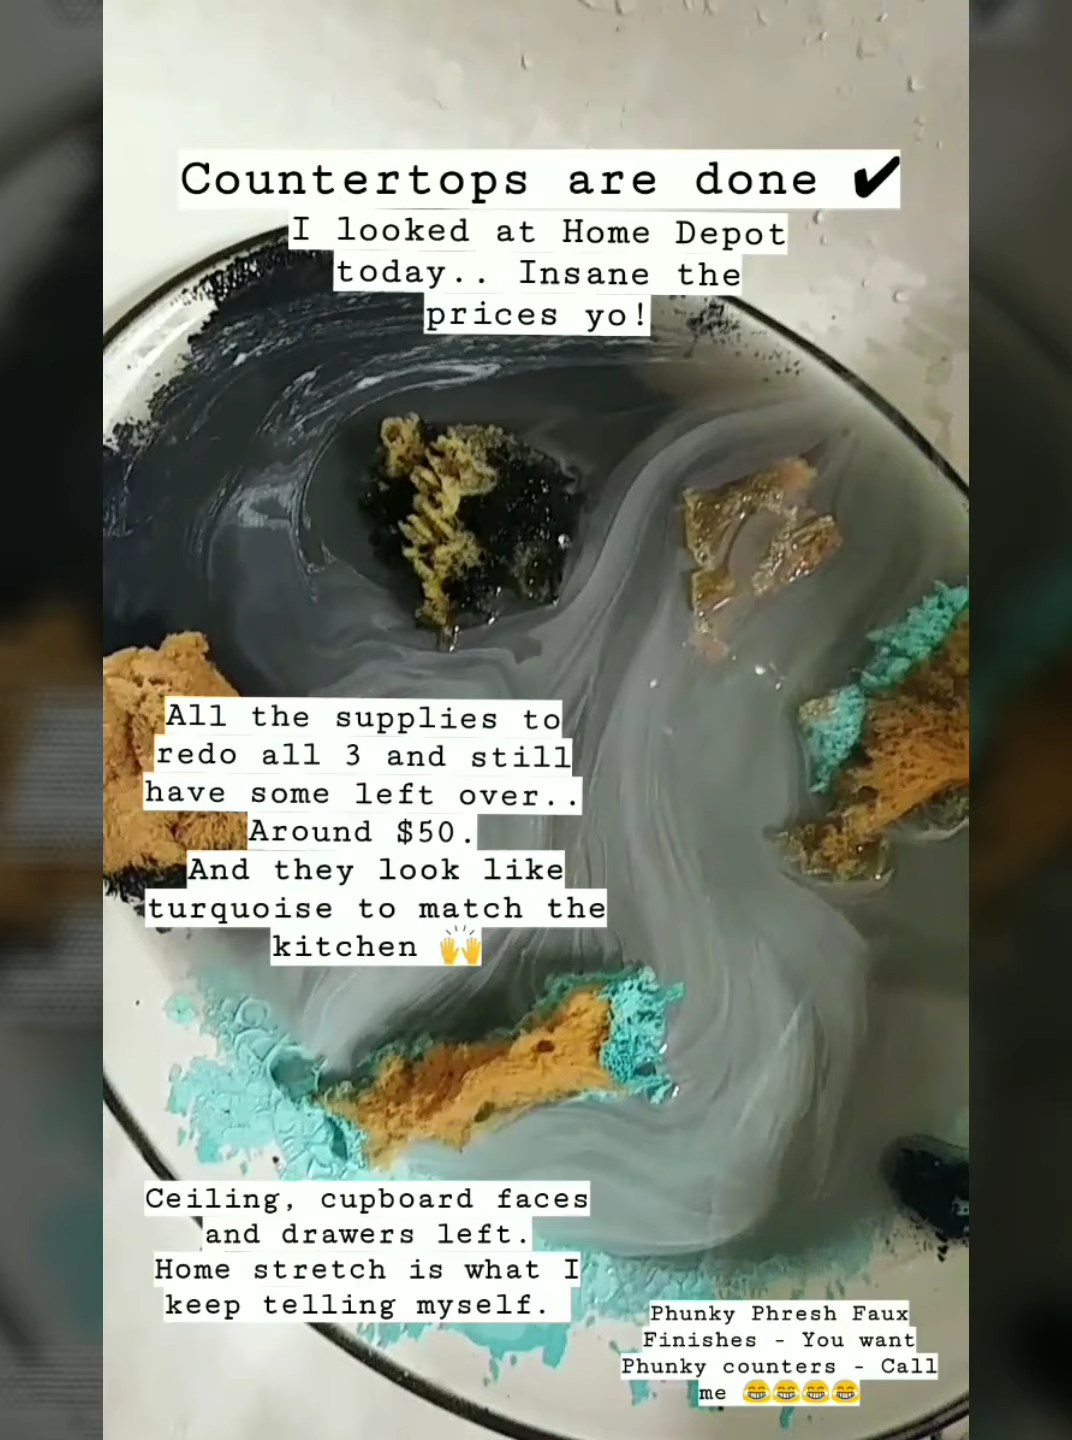 Countertops are done ✔
I looked at Home Depot
today.. Insane the
prices yo!
All the supplies to
redo all 3 and still
have some left over..
Around $50.
And they look like
turquoise to match the
kitchen 🙌
Ceiling, cupboard faces
and drawers left.
Home stretch is what I
keep telling myself.
Phunky Phresh Faux
Finishes - You want
Phunky counters - Call
me 😂😂😂😂